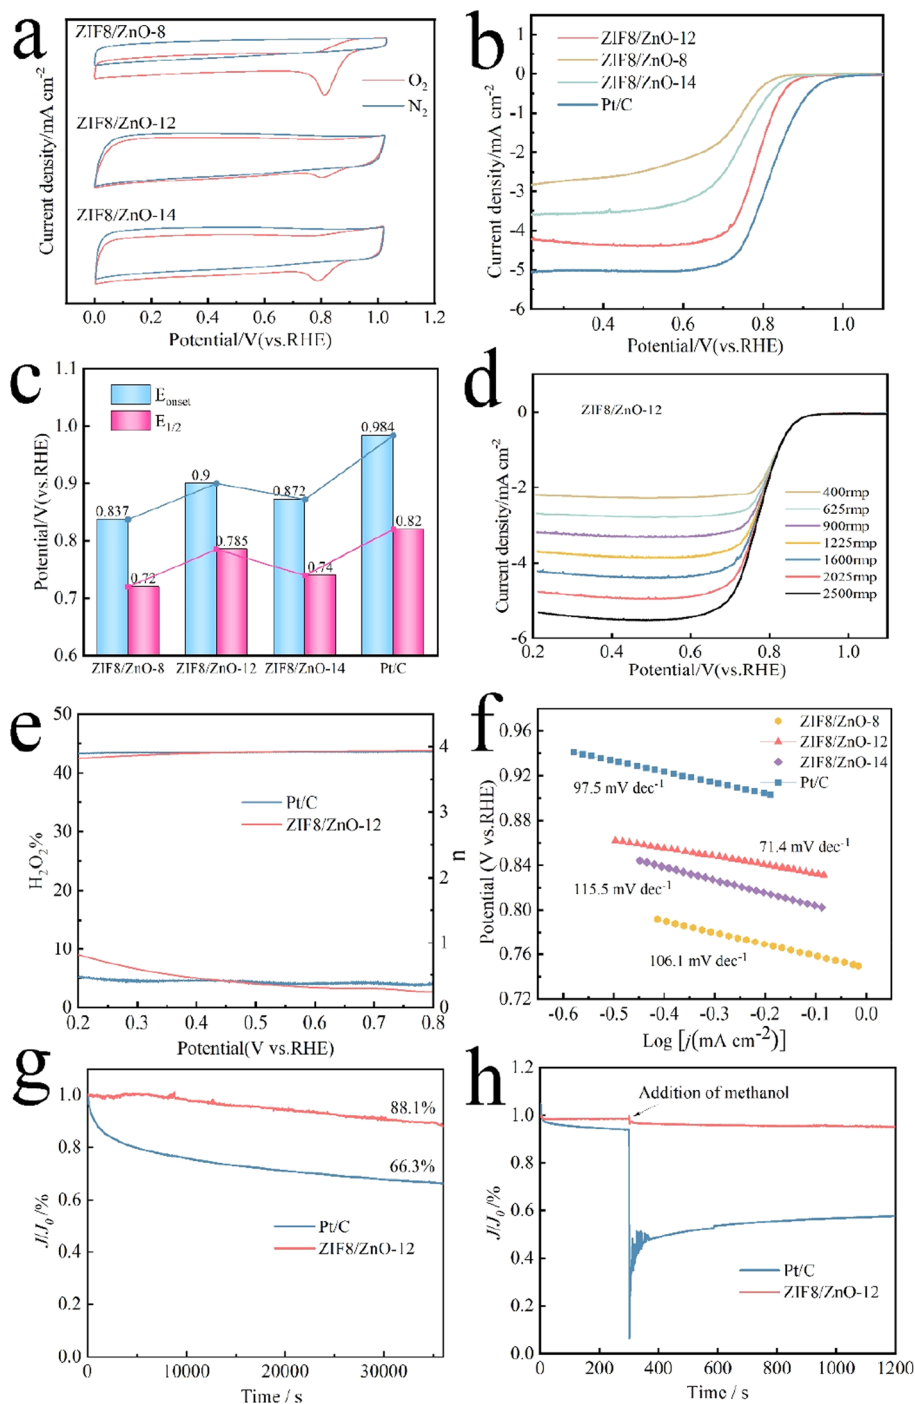 a
ZIF8/ZnO-8
O2
N2
ZIF8/ZnO-12
ZIF8/ZnO-14
Current density/mA cm-2
0.0 0.2 0.4 0.6 0.8 1.0 1.2
Potential/V(vs.RHE)
b
ZIF8/ZnO-12
ZIF8/ZnO-8
ZIF8/ZnO-14
Pt/C
Current density/mA cm-2
0
-1
-2
-3
-4
-5
-6
0.4 0.6 0.8 1.0
Potential/V(vs.RHE)
c
Eonset
E1/2
Potential/V(vs.RHE)
1.1
1.0
0.9
0.8
0.7
0.6
0.837
0.72
0.9
0.785
0.872
0.74
0.984
0.82
ZIF8/ZnO-8 ZIF8/ZnO-12 ZIF8/ZnO-14 Pt/C
d
ZIF8/ZnO-12
Current density/mA cm-2
0
-2
-4
-6
400rmp
625rmp
900rmp
1225rmp
1600rmp
2025rmp
2500rmp
0.2 0.4 0.6 0.8 1.0
Potential/V(vs.RHE)
e
H2O2%
50
40
30
20
10
0
Pt/C
ZIF8/ZnO-12
4
3
2
1
0
n
0.2 0.3 0.4 0.5 0.6 0.7 0.8
Potential(V vs.RHE)
f
ZIF8/ZnO-8
ZIF8/ZnO-12
ZIF8/ZnO-14
Pt/C
Potential (V vs.RHE)
0.96
0.92
0.88
0.84
0.80
0.76
0.72
97.5 mV dec-1
71.4 mV dec-1
115.5 mV dec-1
106.1 mV dec-1
-0.6 -0.5 -0.4 -0.3 -0.2 -0.1 0.0
Log [j(mA cm-2)]
g
J/J0/%
1.0
0.8
0.6
0.4
0.2
0.0
88.1%
66.3%
Pt/C
ZIF8/ZnO-12
0 10000 20000 30000
Time / s
h
Addition of methanol
J/J0/%
1.2
1.0
0.8
0.6
0.4
0.2
0.0
Pt/C
ZIF8/ZnO-12
0 200 400 600 800 1000 1200
Time / s